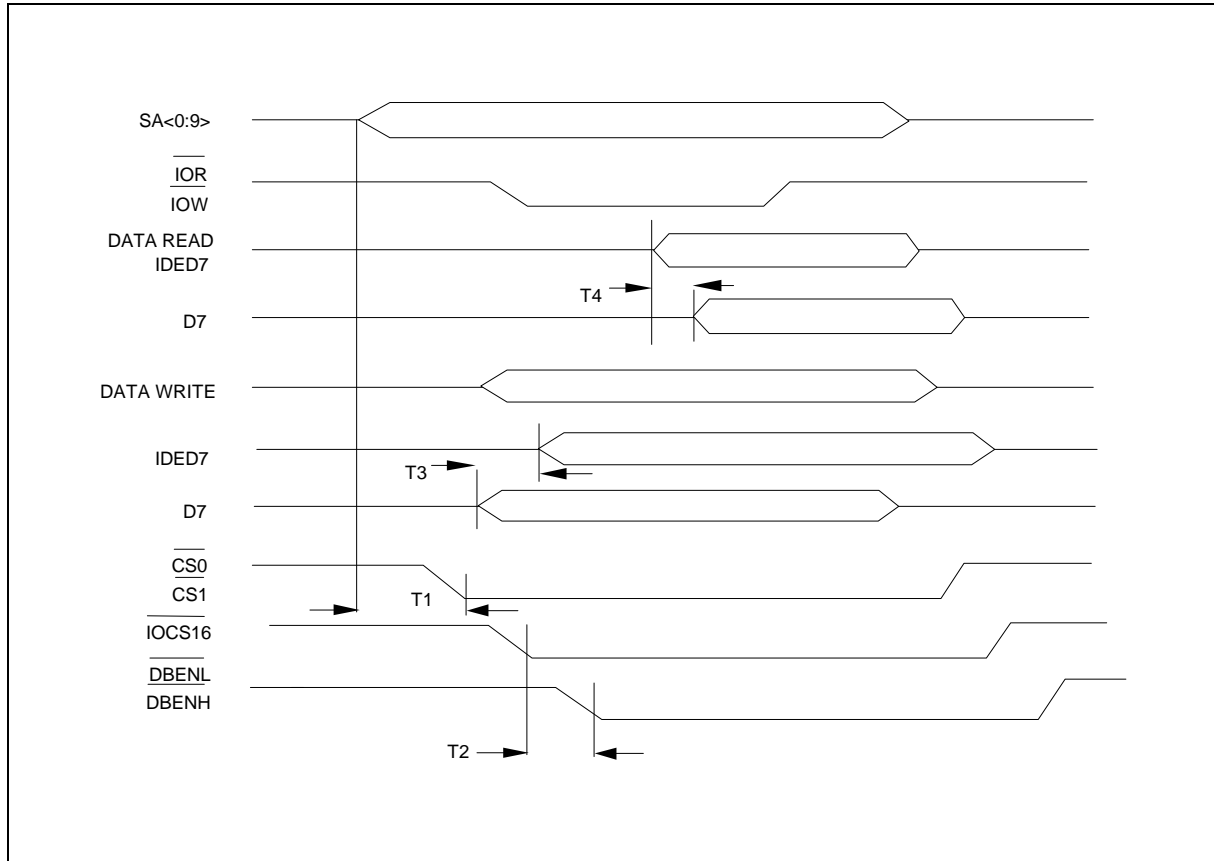 SA<0:9>
IOR
IOW
DATA READ
IDED7
T4
D7
DATA WRITE
IDED7
T3
D7
CS0
CS1
T1
IOCS16
DBENL
DBENH
T2